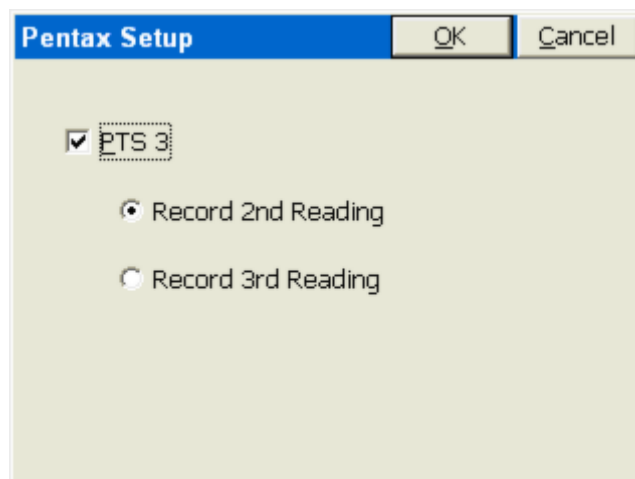 Pentax Setup OK Cancel
PTS 3
Record 2nd Reading
Record 3rd Reading